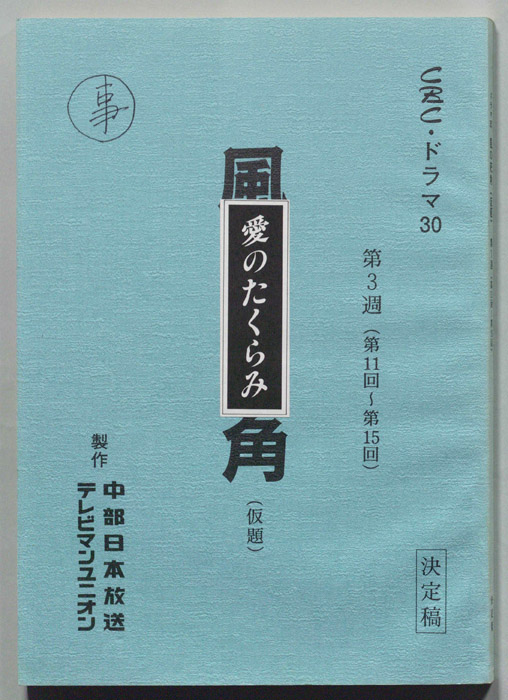 CBC・ドラマ30
第3週（第11回〜第15回）
決定稿
風
愛のたくらみ
角
（仮題）
事
製作
中部日本放送
テレビマンユニオン